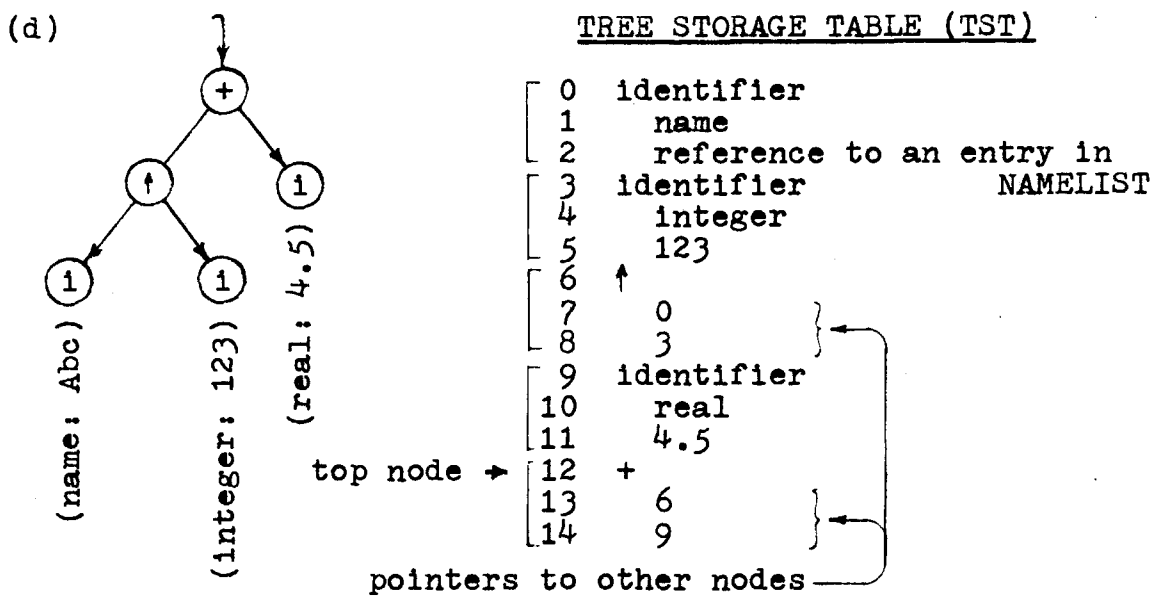 (d)
TREE STORAGE TABLE (TST)
+
↑
i
i
i
(name: Abc)
(integer: 123)
(real: 4.5)
0 identifier
1 name
2 reference to an entry in
NAMELIST
3 identifier
4 integer
5 123
6 ↑
7 0
8 3
9 identifier
10 real
11 4.5
top node → 12 +
13 6
14 9
pointers to other nodes